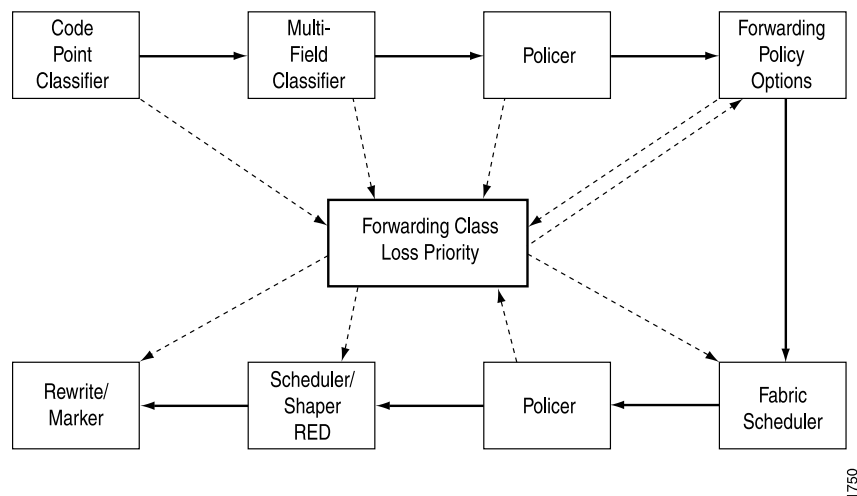 Code
Point
Classifier
Multi-
Field
Classifier
Policer
Forwarding
Policy
Options
Forwarding Class
Loss Priority
Rewrite/
Marker
Scheduler/
Shaper
RED
Policer
Fabric
Scheduler
1750